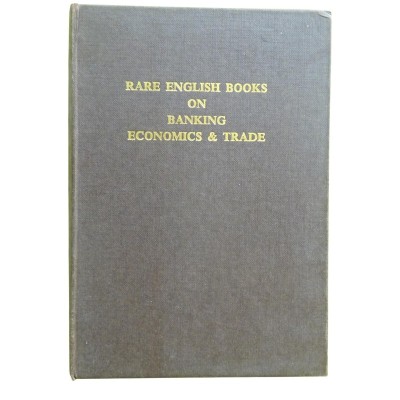 RARE ENGLISH BOOKS
ON
BANKING
ECONOMICS & TRADE